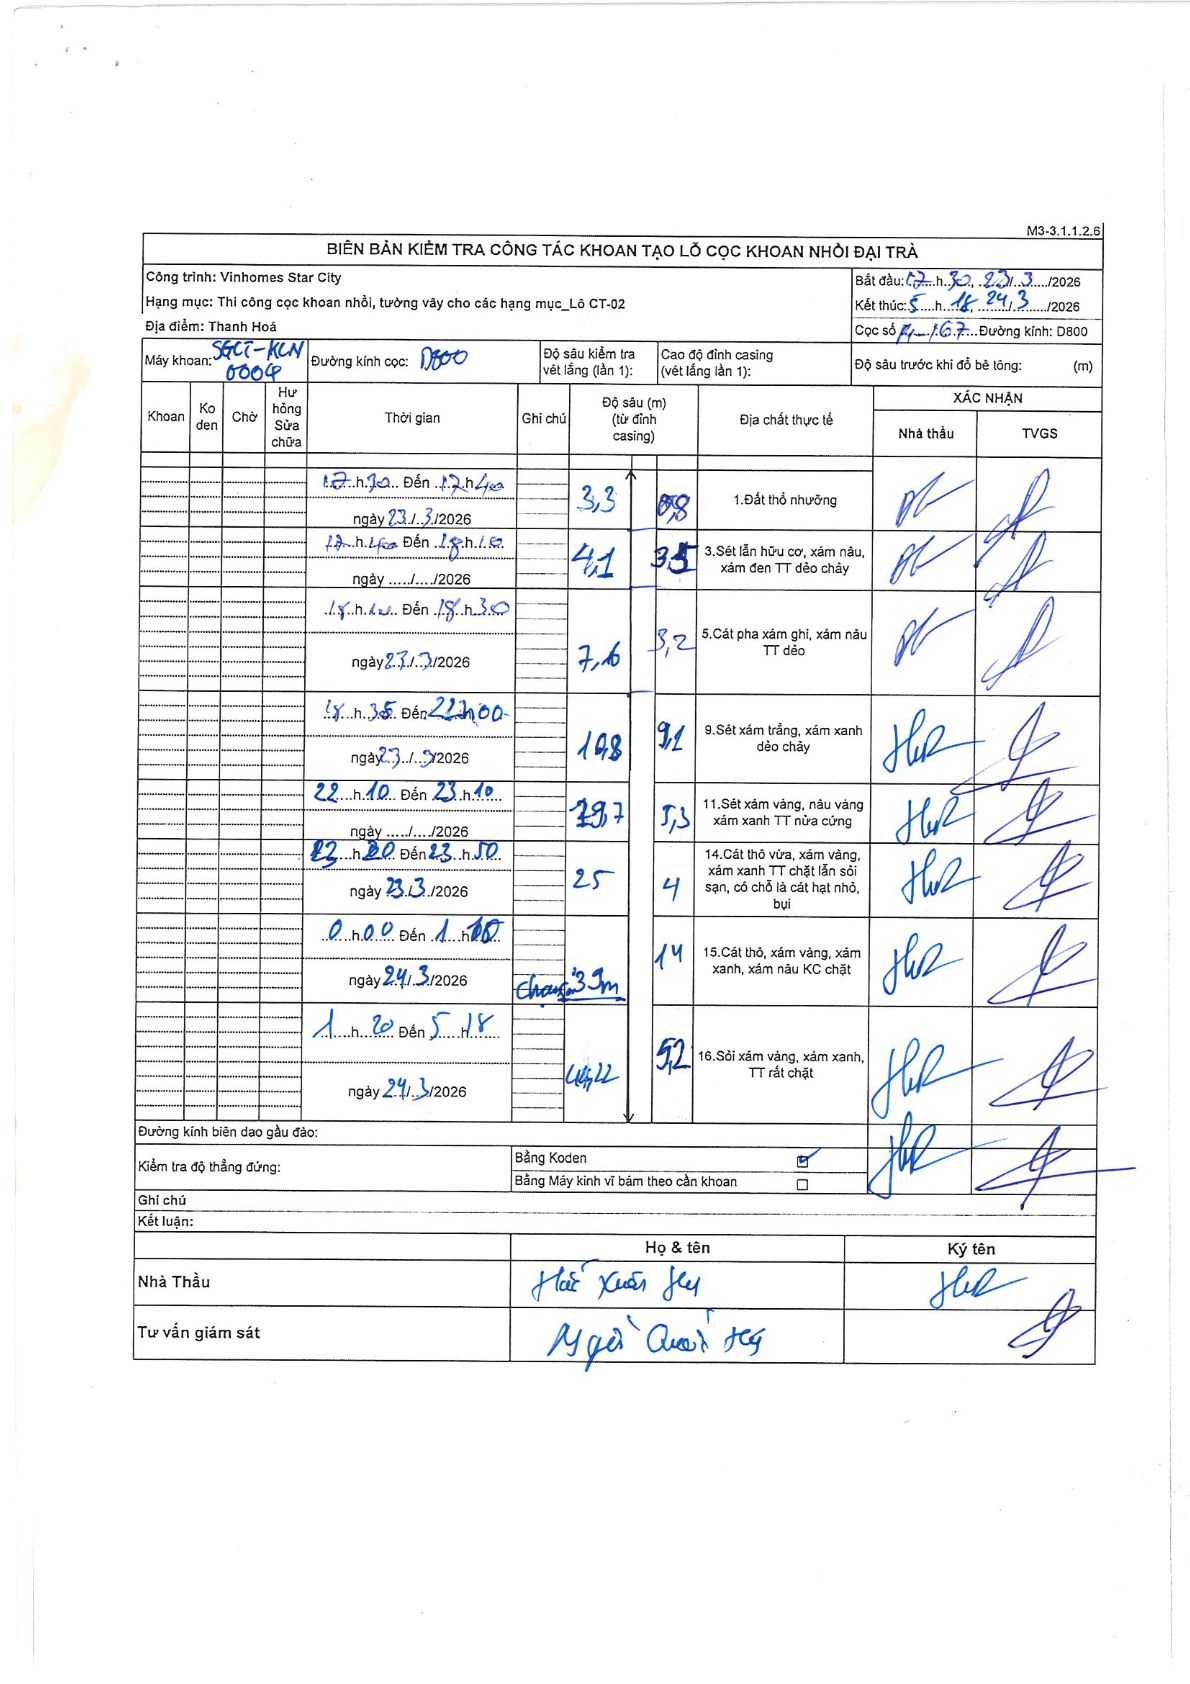 M3-3.1.1.2.6
BIÊN BẢN KIỂM TRA CÔNG TÁC KHOAN TẠO LỖ CỌC KHOAN NHỒI ĐẠI TRÀ
Công trình: Vinhomes Star City
Bắt đầu: 17 h 30, 23/3/2026
Hạng mục: Thi công cọc khoan nhồi, tường vây cho các hạng mục_Lô CT-02
Kết thúc: 5 h 18, 24/3/2026
Địa điểm: Thanh Hoá
Cọc số 167 Đường kính: D800
Máy khoan: SGCT-KCN
Đường kính cọc: D800
Độ sâu kiểm tra vét lắng (lần 1):
Cao độ đỉnh casing (vét lắng lần 1):
Độ sâu trước khi đổ bê tông: (m)
Khoan
Ko den
Chờ
Hư hỏng Sửa chữa
Thời gian
Ghi chú
Độ sâu (m) (từ đỉnh casing)
Địa chất thực tế
XÁC NHẬN
Nhà thầu
TVGS
17 h 30 Đến 17 h 40
ngày 23/3/2026
3,3
0,8
1.Đất thổ nhưỡng
17 h 40 Đến 18 h 10
ngày ...../..../2026
4,1
3,5
3.Sét lẫn hữu cơ, xám nâu,
xám đen TT dẻo chảy
18 h 10 Đến 18 h 30
ngày 23/3/2026
7,6
3,2
5.Cát pha xám ghi, xám nâu
TT dẻo
18 h 35 Đến h 00
ngày 23/3/2026
9,1
9.Sét xám trắng, xám xanh
dẻo chảy
22 h 10 Đến 23 h 10
ngày ...../..../2026
5,3
11.Sét xám vàng, nâu vàng
xám xanh TT nửa cứng
23 h 20 Đến 23 h 50
ngày 23/3/2026
25
4
14.Cát thô vừa, xám vàng,
xám xanh TT chặt lẫn sỏi
sạn, có chỗ là cát hạt nhỏ,
bụi
0 h 00 Đến 1 h 10
ngày 24/3/2026
39m
14
15.Cát thô, xám vàng, xám
xanh, xám nâu KC chặt
1 h 20 Đến 5 h 18
ngày 24/3/2026
44,22
5,2
16.Sỏi xám vàng, xám xanh,
TT rất chặt
Đường kính biên dao gầu đào:
Kiểm tra độ thẳng đứng:
Bằng Koden
Bằng Máy kinh vĩ bám theo cần khoan
Ghi chú
Kết luận:
Họ & tên
Ký tên
Nhà Thầu
Xuân
Tư vấn giám sát